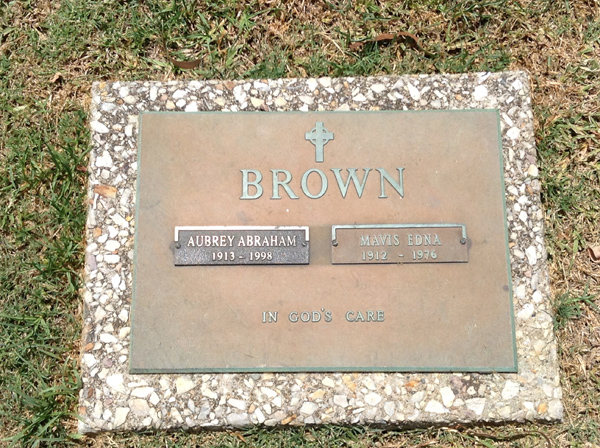 BROWN
AUBREY ABRAHAM
1913 - 1998
MAVIS EDNA
1912 - 1976
IN GOD'S CARE